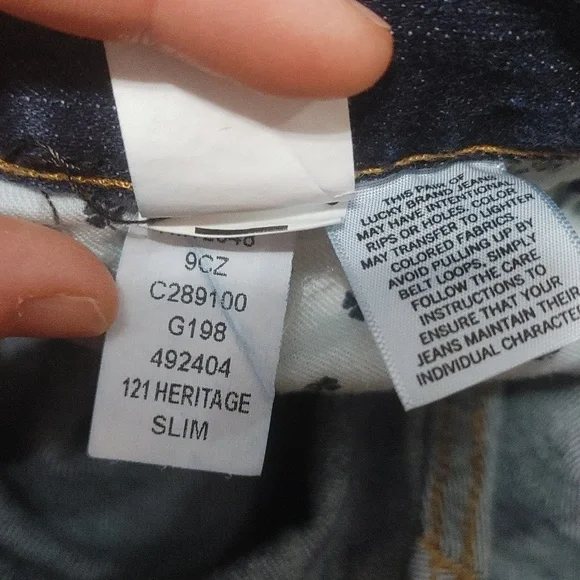 9CZ
C289100
G198
492404
121 HERITAGE
SLIM
THIS PAIR OF
LUCKY BRAND JEANS
MAY HAVE INTENTIONAL
RIPS OR HOLES. COLOR
MAY TRANSFER TO LIGHTER
COLORED FABRICS.
AVOID PULLING UP BY
BELT LOOPS. SIMPLY
FOLLOW THE CARE
INSTRUCTIONS TO
ENSURE THAT YOUR
JEANS MAINTAIN THEIR
INDIVIDUAL